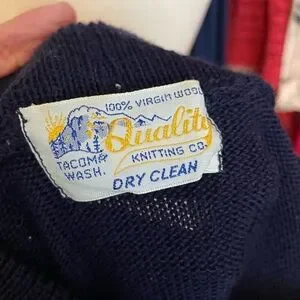 100% VIRGIN WOOL
Quality
KNITTING CO.
TACOMA
WASH.
DRY CLEAN